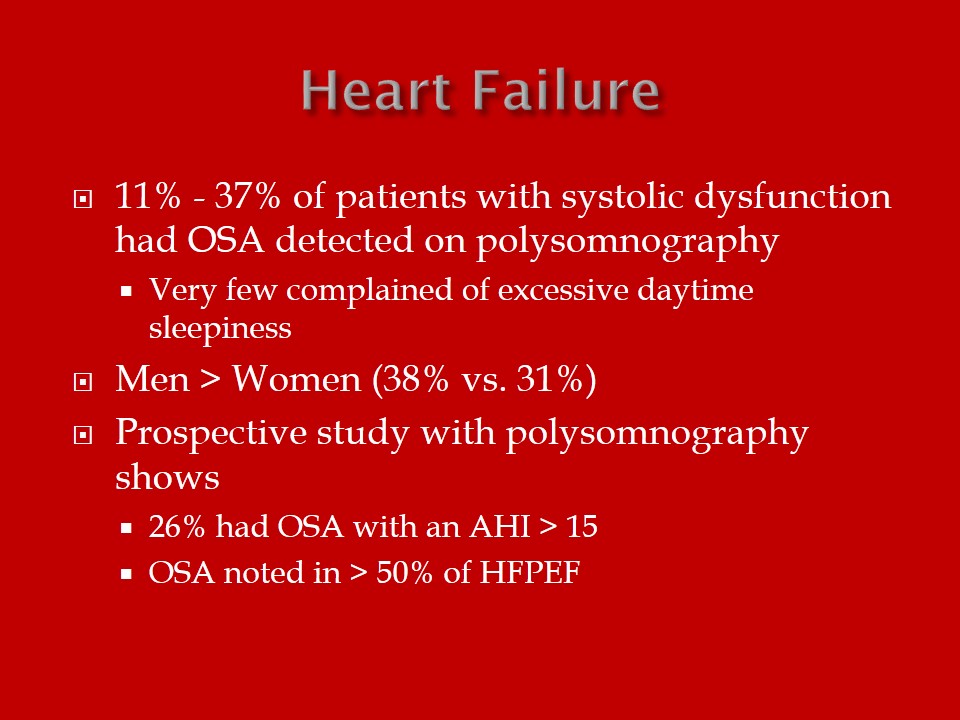 Heart Failure
11% - 37% of patients with systolic dysfunction
had OSA detected on polysomnography
Very few complained of excessive daytime
sleepiness
Men > Women (38% vs. 31%)
Prospective study with polysomnography
shows
26% had OSA with an AHI > 15
OSA noted in > 50% of HFPEF